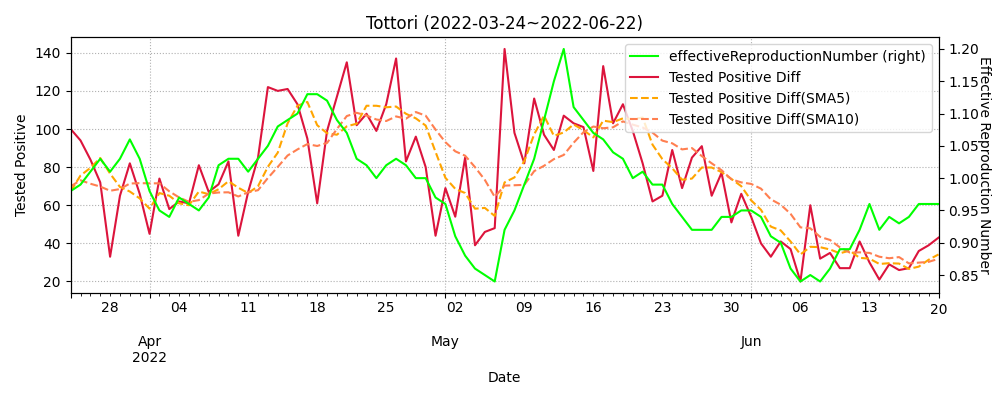 Tottori (2022-03-24~2022-06-22)
effectiveReproductionNumber (right)
Tested Positive Diff
Tested Positive Diff(SMA5)
Tested Positive Diff(SMA10)
Tested Positive
140
120
100
80
60
40
20
1.20
1.15
1.10
1.05
1.00
0.95
0.90
0.85
Effective Reproduction Number
28 04 11 18 25 02 09 16 23 30 06 13 20
Apr May Jun
2022
Date